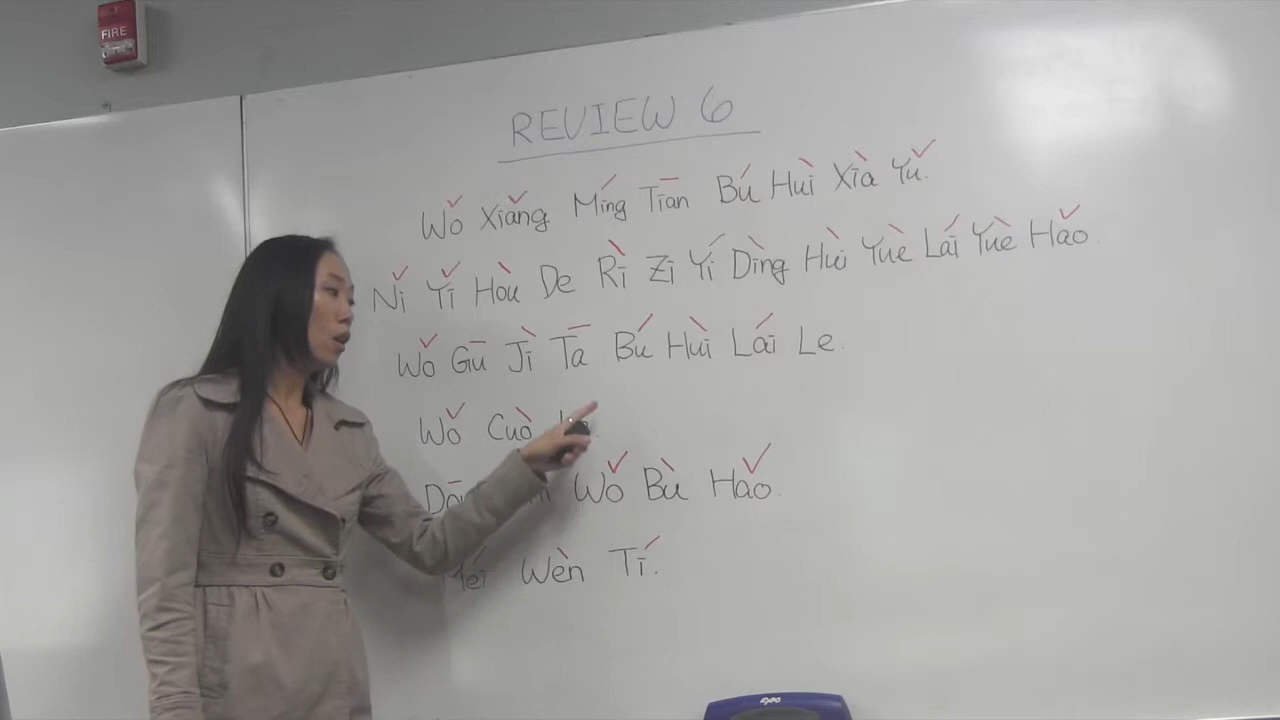 FIRE
REVIEW 6
Wǒ Xiǎng Míng Tiān Bú Huì Xìa Yǔ.
Nǐ Yǐ Hòu De Rì Zi Yí Dìng Huì Yuè Lái Yuè Hǎo.
Wǒ Gū Jì Tā Bú Huì Lái Le.
Wǒ Cuò
Wǒ Bù Hǎo.
Méi Wèn Tí.
EXPO